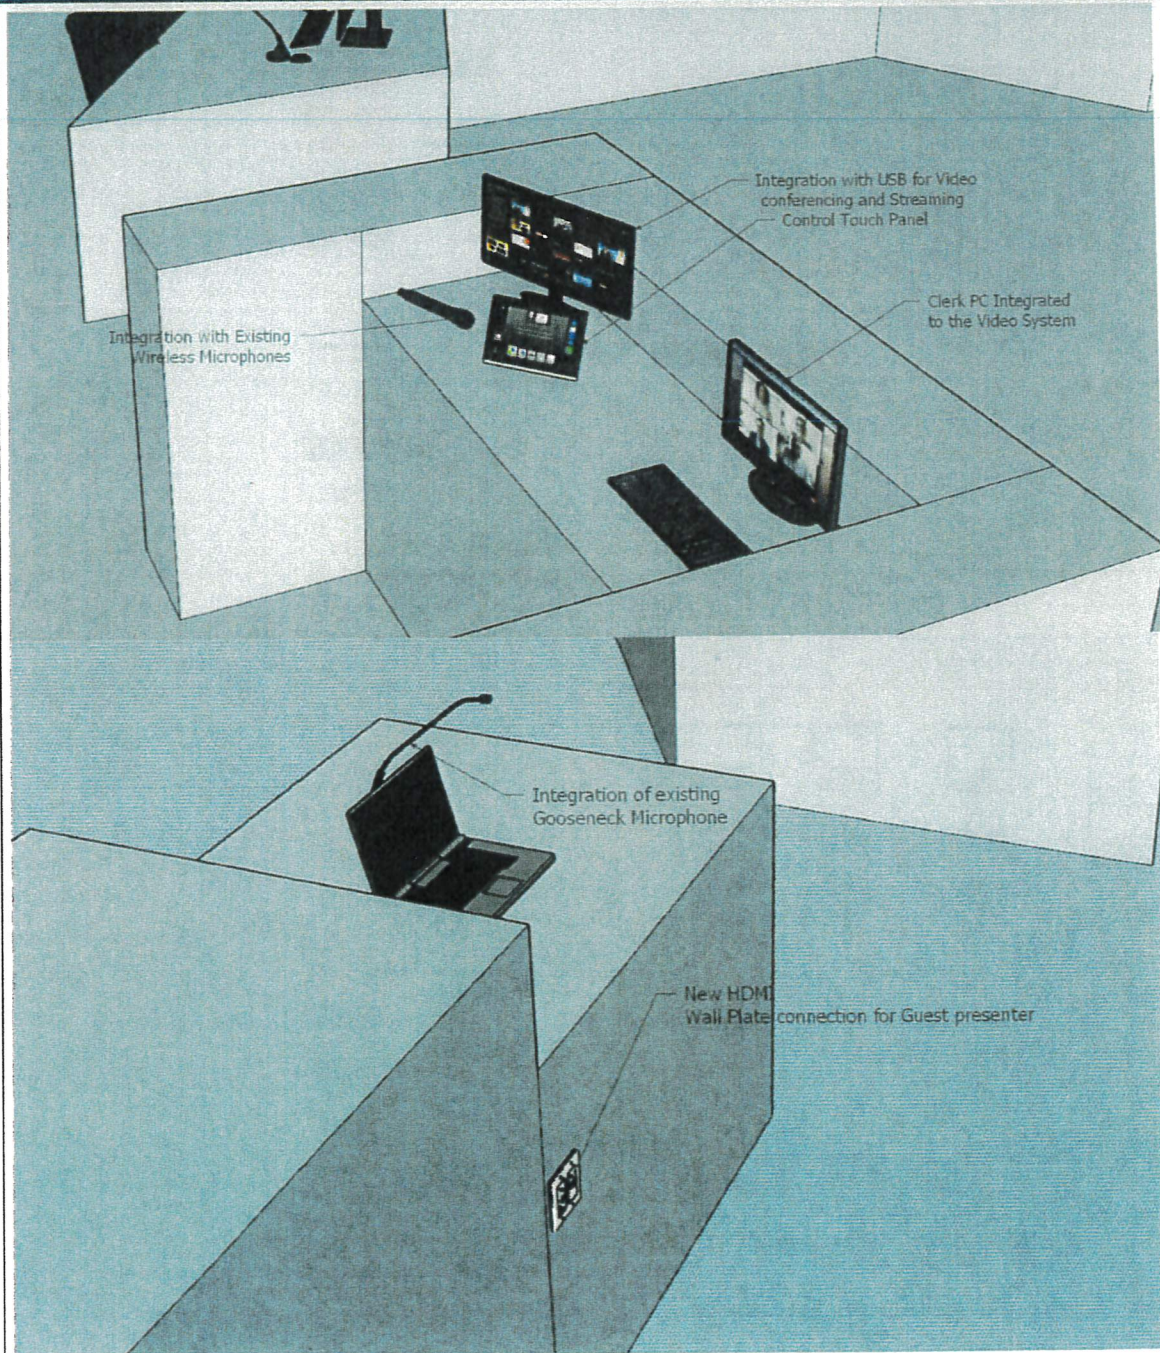 Integration with USB for Video
conferencing and Streaming
Control Touch Panel
Clerk PC Integrated
to the Video System
Integration with Existing
Wireless Microphones
Integration of existing
Gooseneck Microphone
New HDMI
Wall Plate connection for Guest presenter